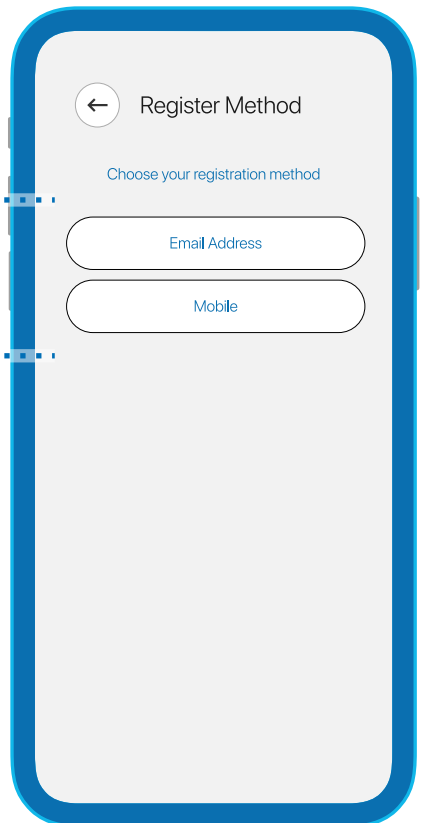 Register Method
Choose your registration method
Email Address
Mobile